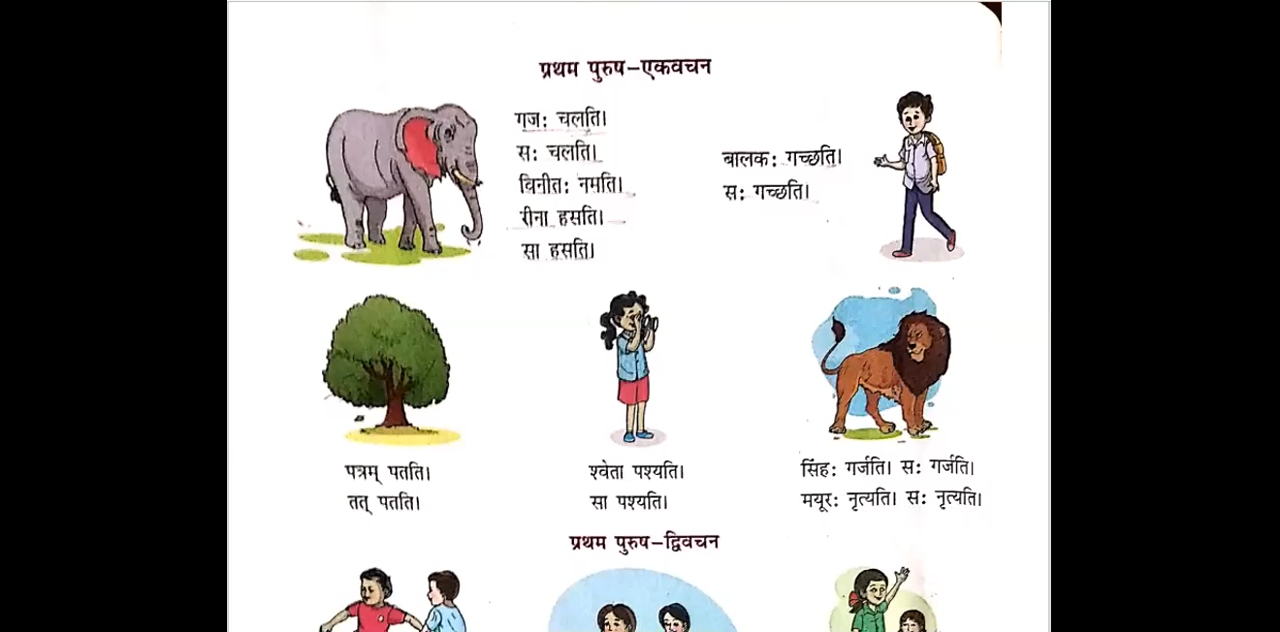 प्रथम पुरुष-एकवचन
गजः चलति।
सः चलति।
विनीतः नमति।
रीना हसति।
सा हसति।
बालकः गच्छति।
सः गच्छति।
पत्रम् पतति।
तत् पतति।
श्वेता पश्यति।
सा पश्यति।
सिंहः गर्जति। सः गर्जति।
मयूरः नृत्यति। सः नृत्यति।
प्रथम पुरुष-द्विवचन